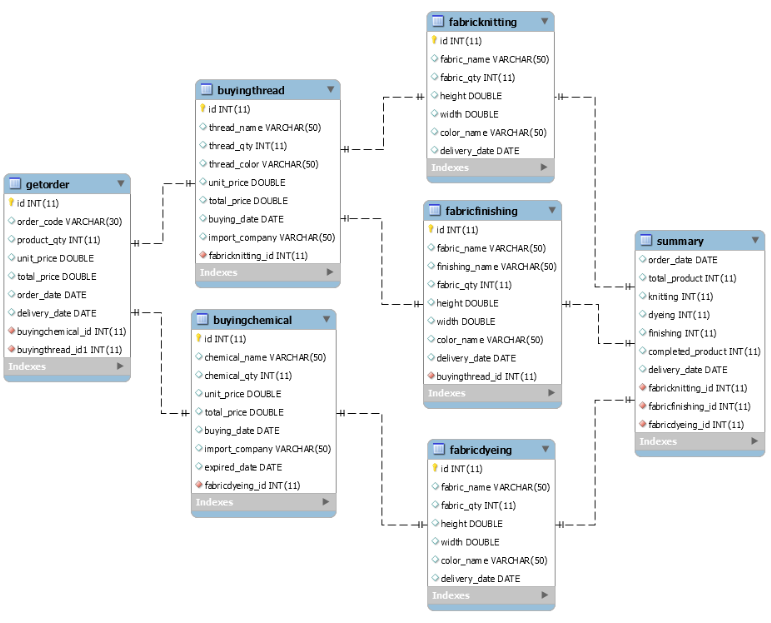 getorder
id INT(11)
order_code VARCHAR(30)
product_qty INT(11)
unit_price DOUBLE
total_price DOUBLE
order_date DATE
delivery_date DATE
buyingchemical_id INT(11)
buyingthread_id1 INT(11)
Indexes
buyingthread
id INT(11)
thread_name VARCHAR(50)
thread_qty INT(11)
thread_color VARCHAR(50)
unit_price DOUBLE
total_price DOUBLE
buying_date DATE
import_company VARCHAR(50)
fabricknitting_id INT(11)
Indexes
buyingchemical
id INT(11)
chemical_name VARCHAR(50)
chemical_qty INT(11)
unit_price DOUBLE
total_price DOUBLE
buying_date DATE
import_company VARCHAR(50)
expired_date DATE
fabricdyeing_id INT(11)
Indexes
fabricknitting
id INT(11)
fabric_name VARCHAR(50)
fabric_qty INT(11)
height DOUBLE
width DOUBLE
color_name VARCHAR(50)
delivery_date DATE
Indexes
fabricfinishing
id INT(11)
fabric_name VARCHAR(50)
finishing_name VARCHAR(50)
fabric_qty INT(11)
height DOUBLE
width DOUBLE
color_name VARCHAR(50)
delivery_date DATE
buyingthread_id INT(11)
Indexes
fabricdyeing
id INT(11)
fabric_name VARCHAR(50)
fabric_qty INT(11)
height DOUBLE
width DOUBLE
color_name VARCHAR(50)
delivery_date DATE
Indexes
summary
order_date DATE
total_product INT(11)
knitting INT(11)
dyeing INT(11)
finishing INT(11)
completed_product INT(11)
delivery_date DATE
fabricknitting_id INT(11)
fabricfinishing_id INT(11)
fabricdyeing_id INT(11)
Indexes